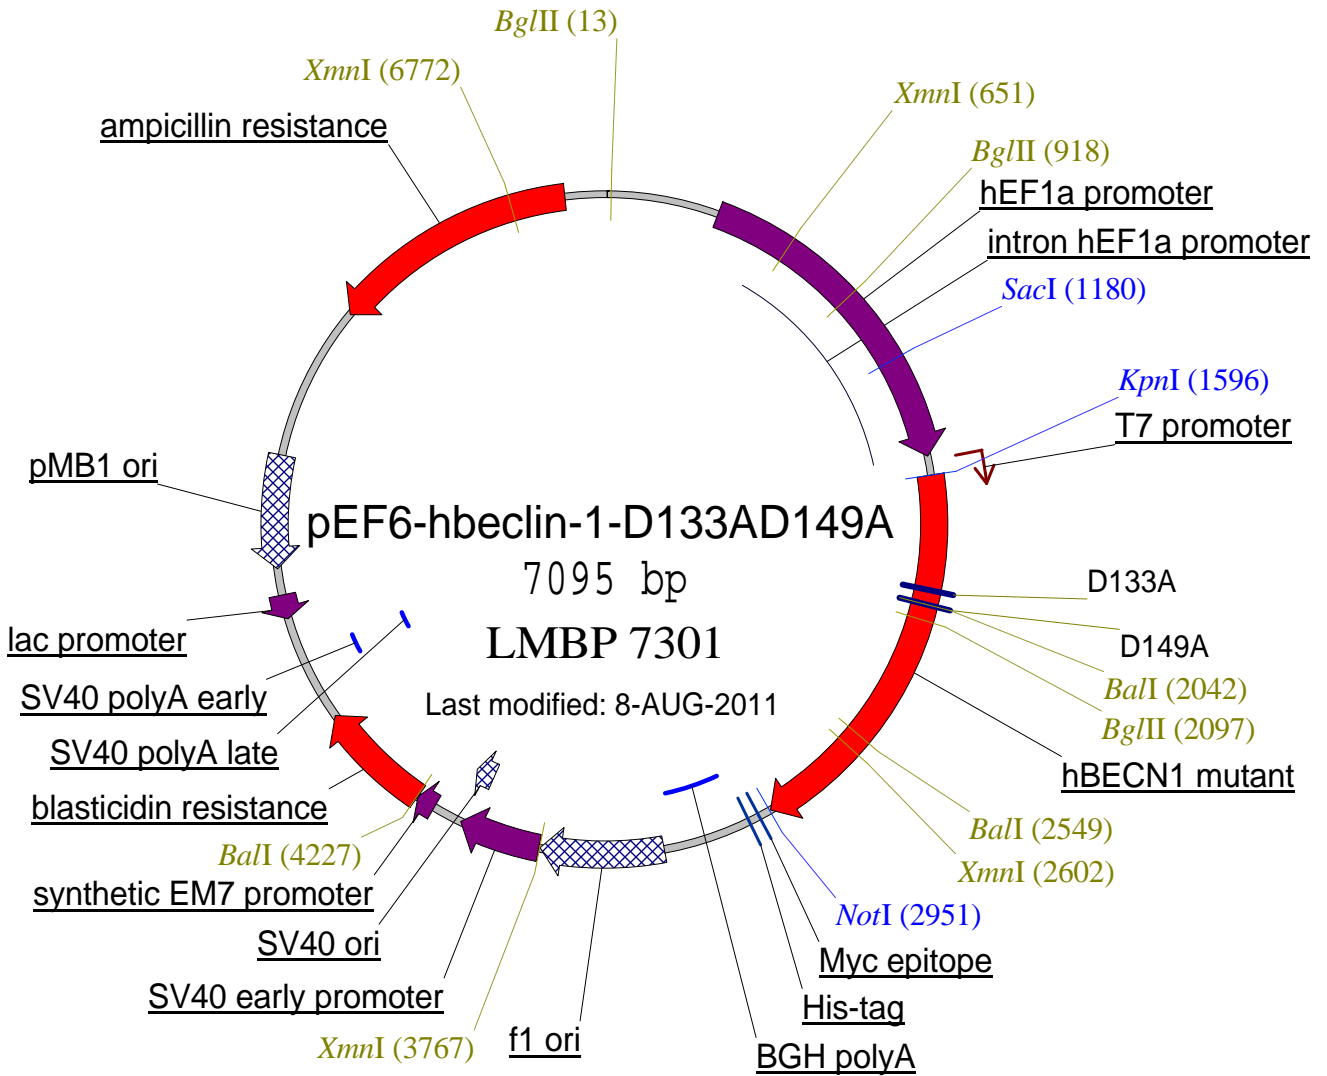 BglII (13)
XmnI (6772)
XmnI (651)
ampicillin resistance
BglII (918)
hEF1a promoter
intron hEF1a promoter
SacI (1180)
KpnI (1596)
T7 promoter
pMB1 ori
pEF6-hbeclin-1-D133AD149A
7095 bp
LMBP 7301
Last modified: 8-AUG-2011
D133A
D149A
lac promoter
BalI (2042)
SV40 polyA early
BglII (2097)
SV40 polyA late
hBECN1 mutant
blasticidin resistance
BalI (2549)
BalI (4227)
XmnI (2602)
synthetic EM7 promoter
NotI (2951)
SV40 ori
Myc epitope
SV40 early promoter
His-tag
XmnI (3767)
f1 ori
BGH polyA